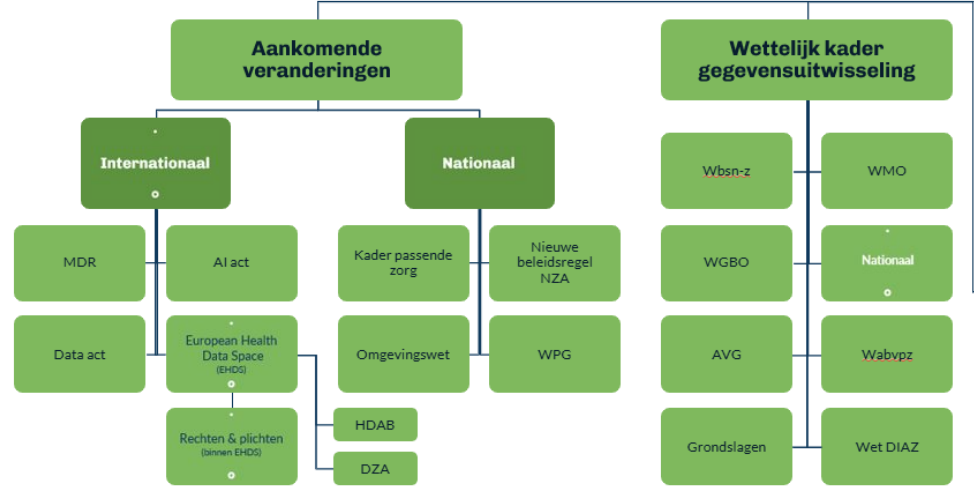 Aankomende
veranderingen
Wettelijk kader
gegevensuitwisseling
Internationaal
Nationaal
MDR
AI act
Data act
European Health
Data Space
(EHDS)
Rechten & plichten
(binnen EHDS)
HDAB
DZA
Kader passende
zorg
Nieuwe
beleidsregel
NZA
Omgevingswet
WPG
Wbsn-z
WMO
WGBO
Nationaal
AVG
Wabvpz
Grondslagen
Wet DIAZ